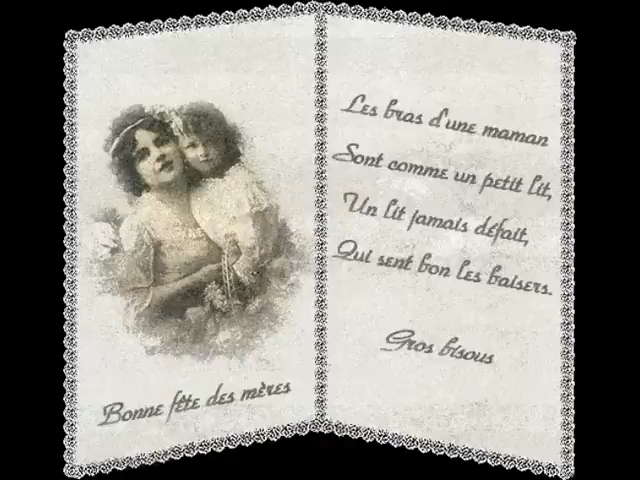 Bonne fête des mères
Les bras d'une maman
Sont comme un petit lit,
Un lit jamais défait,
Qui sent bon les baisers.
Gros bisous